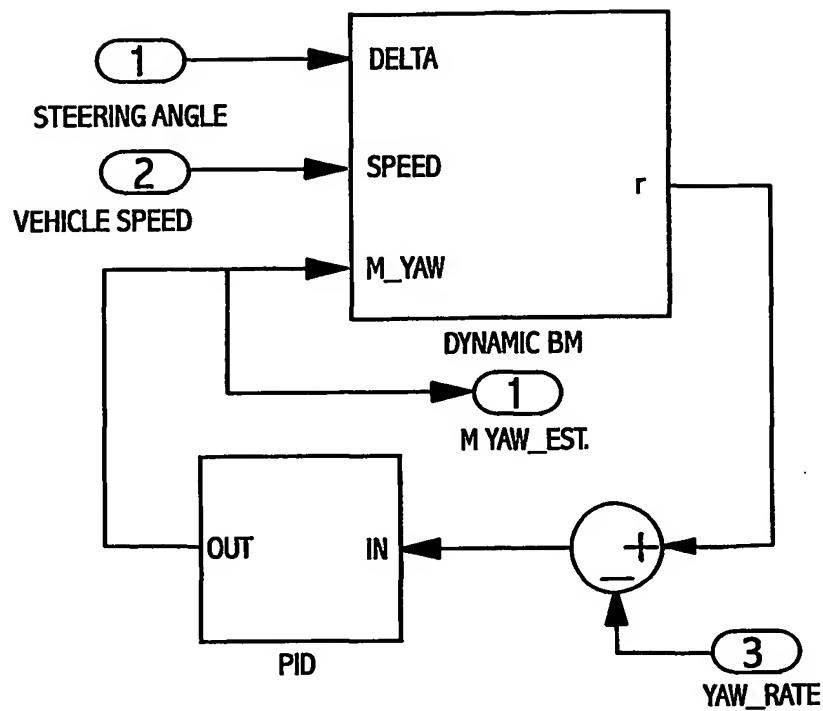 1
DELTA
STEERING ANGLE
2
SPEED
r
VEHICLE SPEED
M_YAW
DYNAMIC BM
1
M YAW_EST.
OUT
IN
+
−
PID
3
YAW_RATE